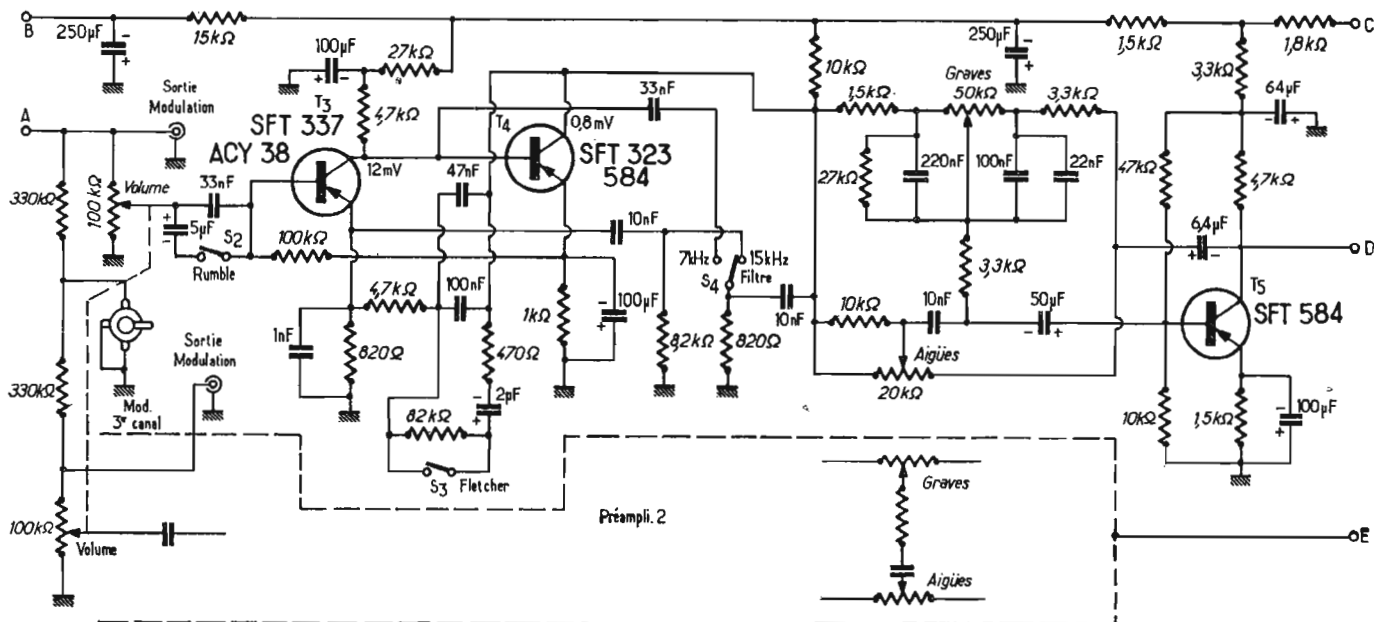 B
250µF
15kΩ
100µF
27kΩ
10kΩ
250µF
1,5kΩ
1,8kΩ
C
Sortie
Modulation
A
T3
SFT 337
ACY 38
4,7kΩ
12mV
T4
0,8mV
SFT 323
584
33nF
1,5kΩ
Graves
50kΩ
3,3kΩ
3,3kΩ
64µF
330kΩ
100kΩ
Volume
33nF
5µF
S2
Rumble
100kΩ
47nF
10nF
27kΩ
220nF
100nF
22nF
47kΩ
4,7kΩ
6,4µF
D
7kHz
15kHz
Filtre
S4
3,3kΩ
T5
SFT 584
4,7kΩ
100nF
1kΩ
100µF
8,2kΩ
820Ω
10nF
10kΩ
10nF
50µF
Aigües
20kΩ
1nF
820Ω
470Ω
2µF
10kΩ
1,5kΩ
100µF
330kΩ
Mod.
3e canal
Sortie
Modulation
82kΩ
S3 Fletcher
100kΩ
Volume
Préampli. 2
Graves
Aigües
E